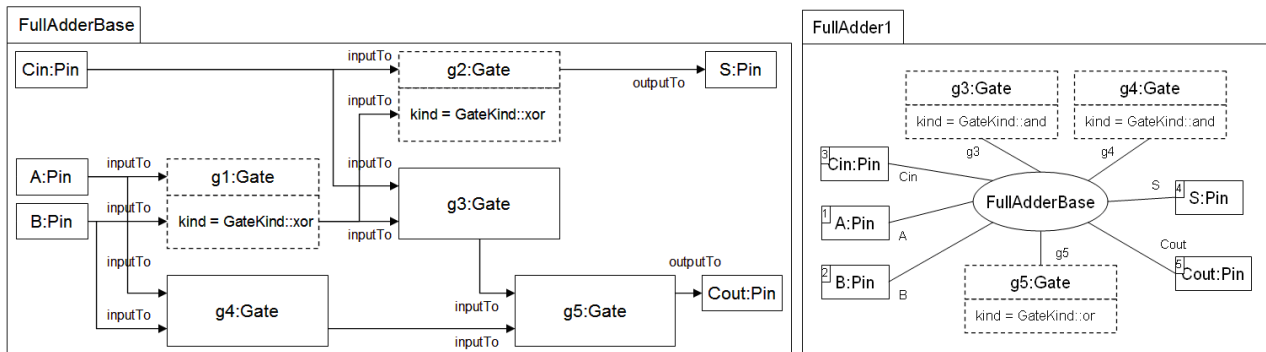 FullAdderBase
Cin:Pin
inputTo
g2:Gate
outputTo
S:Pin
inputTo
kind = GateKind::xor
A:Pin
inputTo
g1:Gate
inputTo
B:Pin
inputTo
kind = GateKind::xor
inputTo
g3:Gate
inputTo
inputTo
g4:Gate
inputTo
g5:Gate
inputTo
outputTo
Cout:Pin
FullAdder1
g3:Gate
kind = GateKind::and
g4:Gate
kind = GateKind::and
g3
g4
3
Cin:Pin
Cin
FullAdderBase
S
4
S:Pin
1
A:Pin
A
2
B:Pin
B
g5
g5:Gate
kind = GateKind::or
Cout
5
Cout:Pin